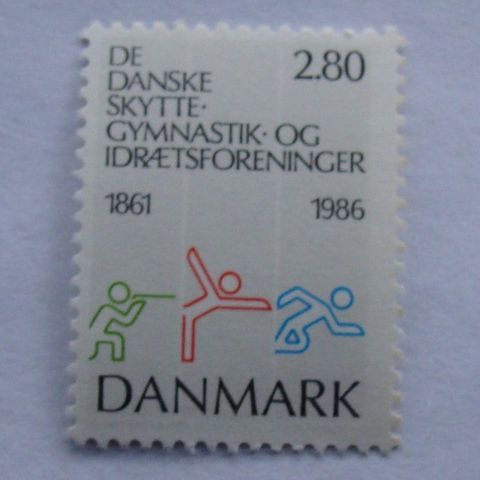 DE 2.80
DANSKE
SKYTTE·
GYMNASTIK· OG
IDRÆTSFORENINGER
1861 1986
DANMARK